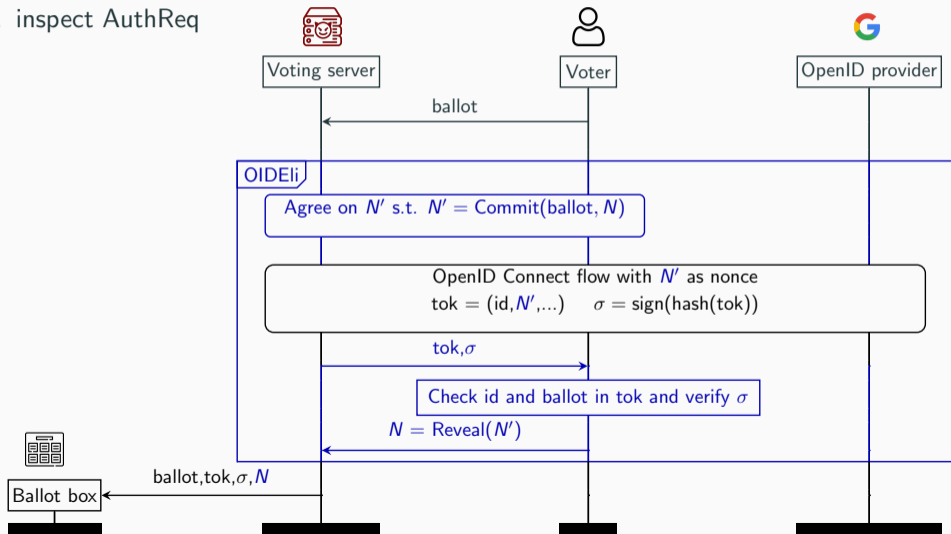 inspect AuthReq
Voting server
Voter
OpenID provider
ballot
OIDEli
Agree on N′ s.t. N′ = Commit(ballot, N)
OpenID Connect flow with N′ as nonce
tok = (id,N′,...) σ = sign(hash(tok))
tok,σ
Check id and ballot in tok and verify σ
N = Reveal(N′)
ballot,tok,σ,N
Ballot box